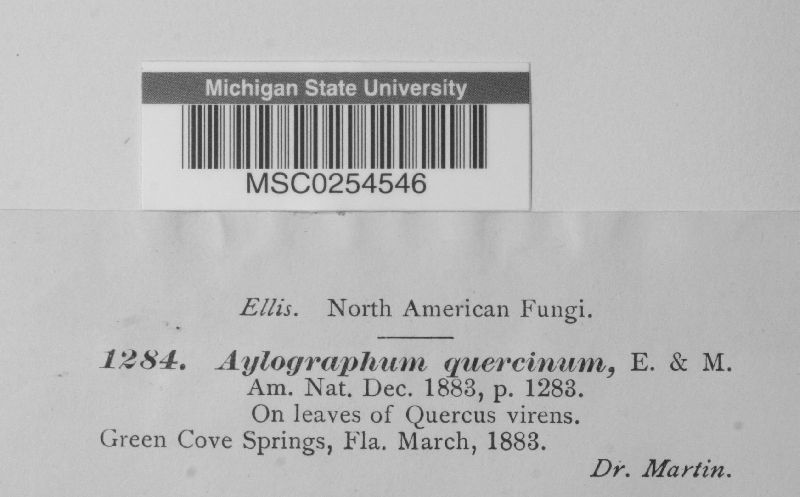 Michigan State University
MSC0254546
Ellis. North American Fungi.
1284. Aylographum quercinum, E. & M.
Am. Nat. Dec. 1883, p. 1283.
On leaves of Quercus virens.
Green Cove Springs, Fla. March, 1883.
Dr. Martin.